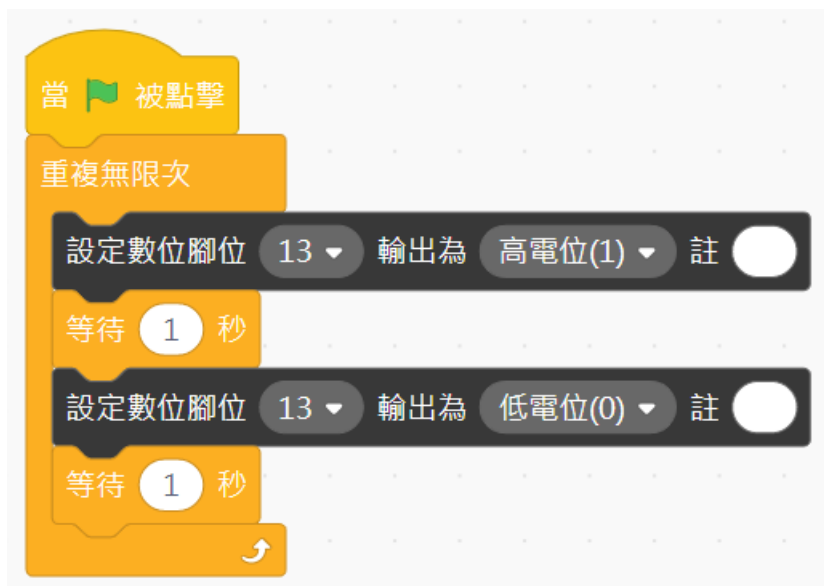 當 被點擊
重複無限次
設定數位腳位 13 輸出為 高電位(1) 註
等待 1 秒
設定數位腳位 13 輸出為 低電位(0) 註
等待 1 秒